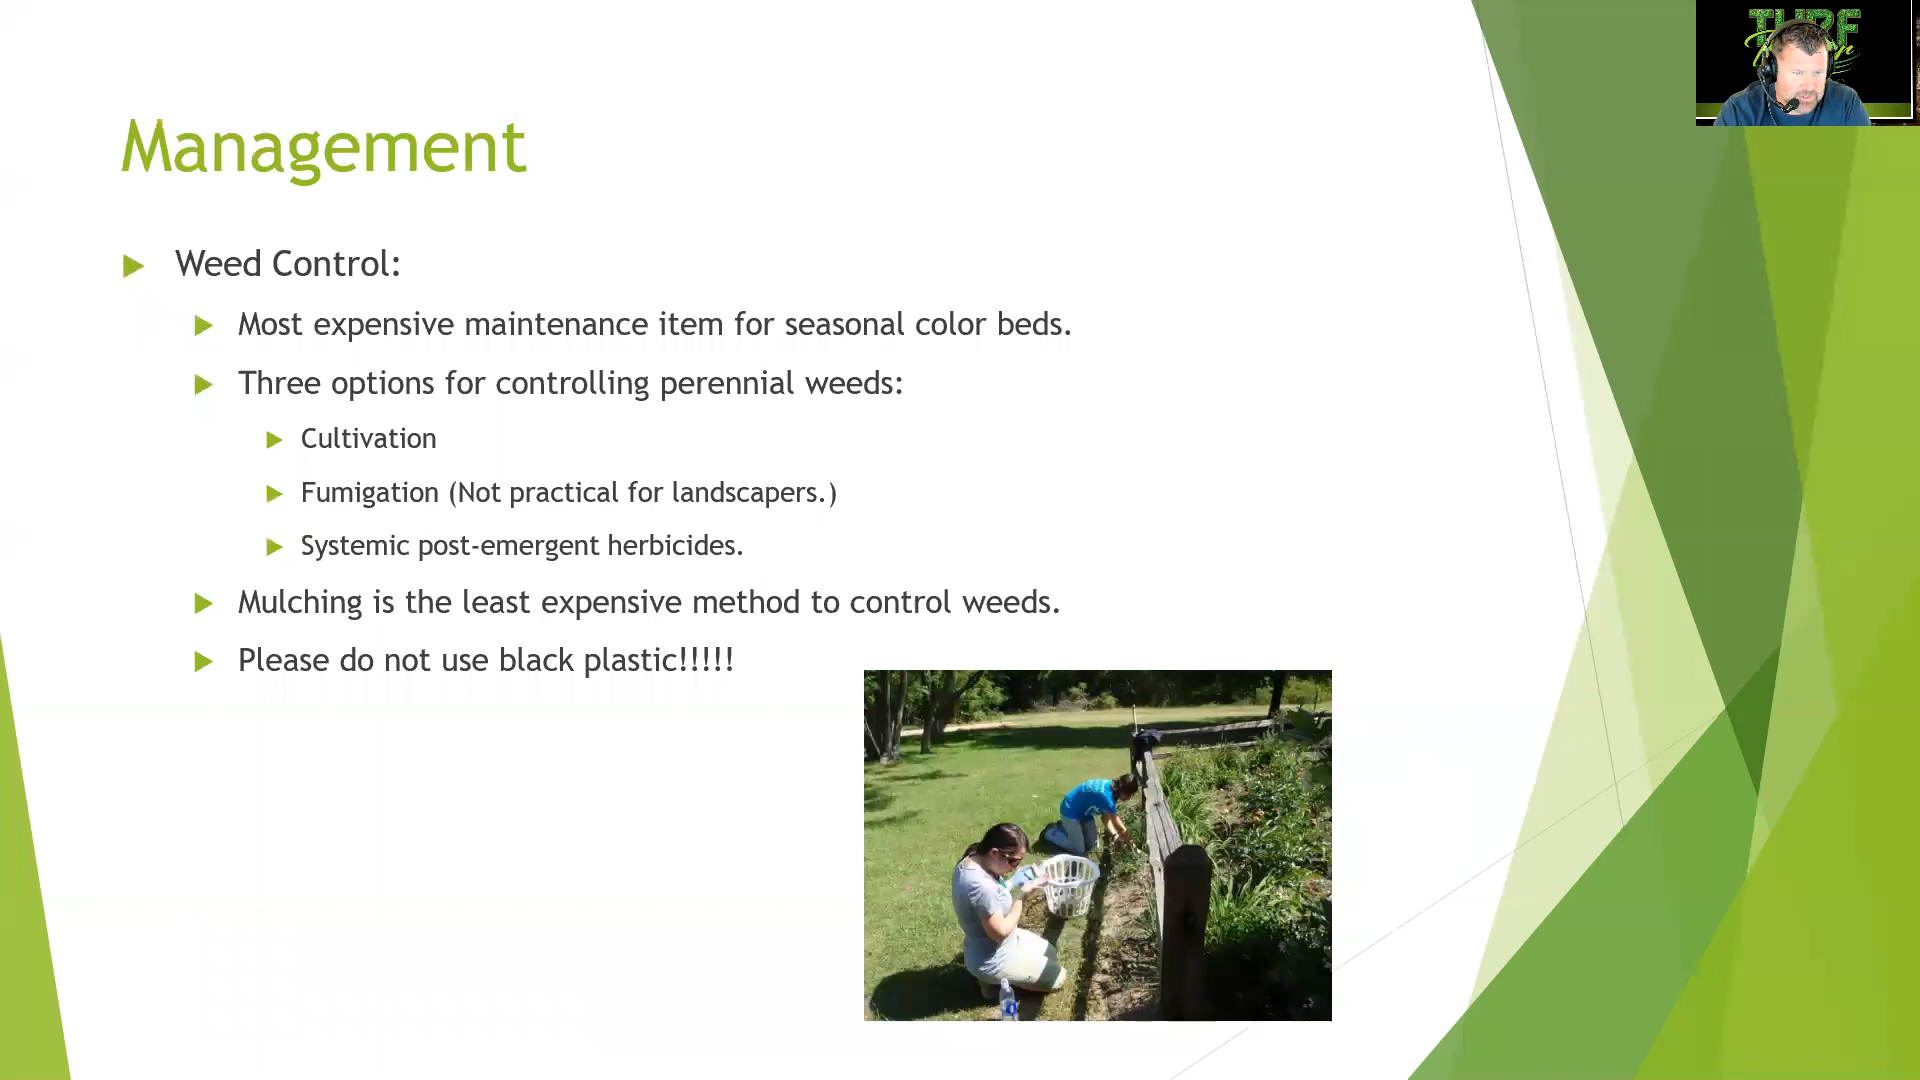 TURF
Management
Weed Control:
Most expensive maintenance item for seasonal color beds.
Three options for controlling perennial weeds:
Cultivation
Fumigation (Not practical for landscapers.)
Systemic post-emergent herbicides.
Mulching is the least expensive method to control weeds.
Please do not use black plastic!!!!!